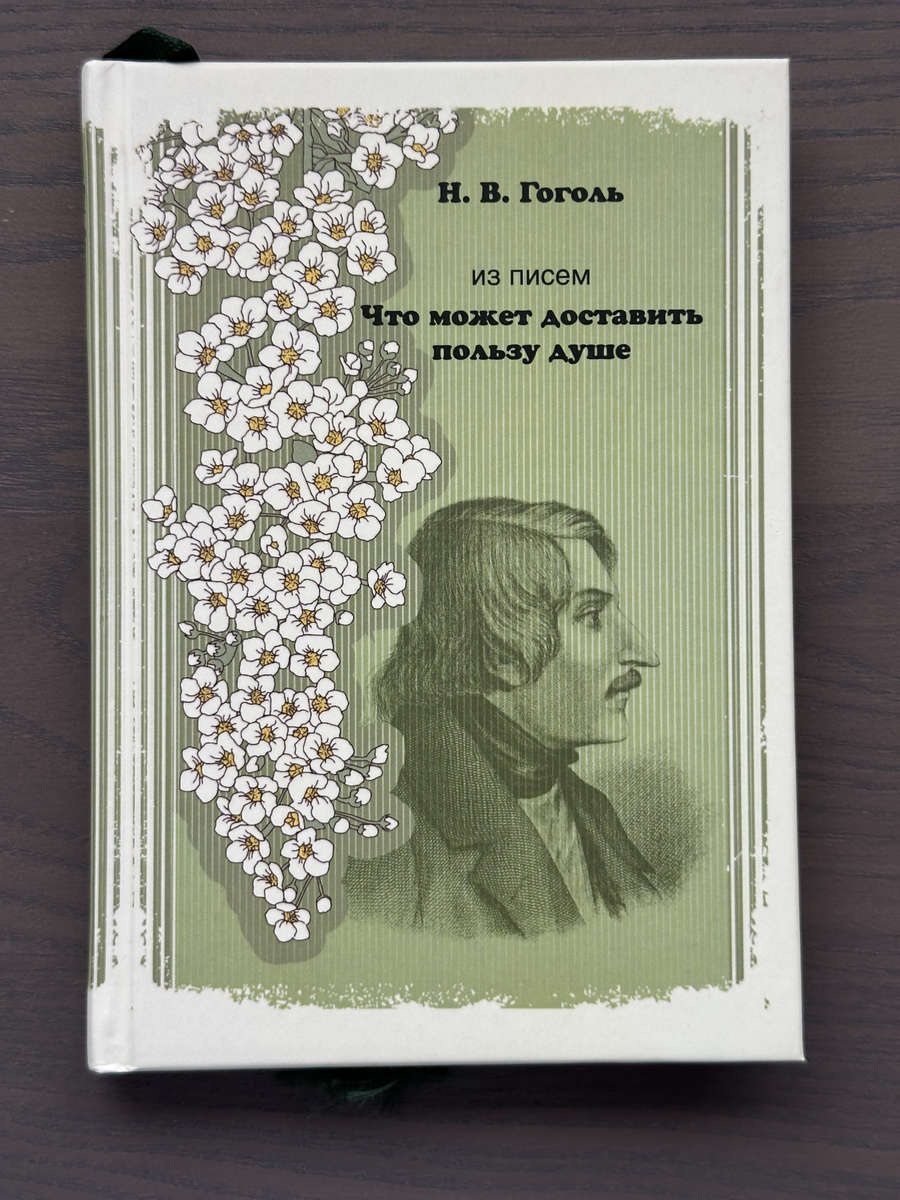 Н. В. Гоголь
из писем
Что может доставить
пользу душе